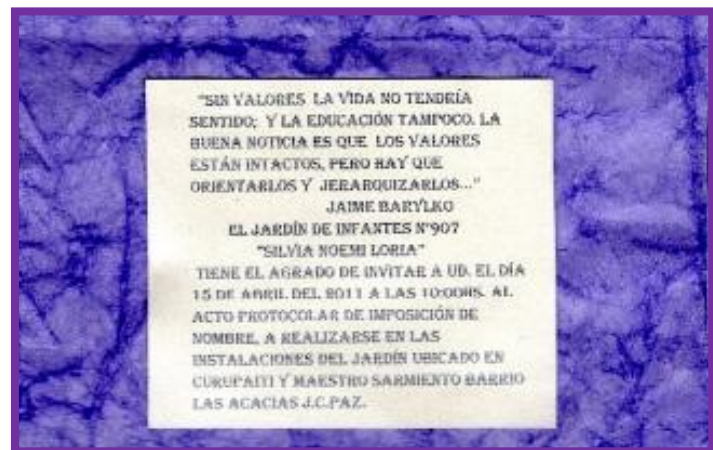 "SIN VALORES LA VIDA NO TENDRÍA
SENTIDO; Y LA EDUCACIÓN TAMPOCO. LA
BUENA NOTICIA ES QUE LOS VALORES
ESTÁN INTACTOS, PERO HAY QUE
ORIENTARLOS Y JERARQUIZARLOS..."
JAIME BARYLKO
EL JARDÍN DE INFANTES N°907
"SILVIA NOEMI LORIA"
TIENE EL AGRADO DE INVITAR A UD. EL DÍA
15 DE ABRIL DEL 2011 A LAS 10:00HS. AL
ACTO PROTOCOLAR DE IMPOSICIÓN DE
NOMBRE, A REALIZARSE EN LAS
INSTALACIONES DEL JARDÍN UBICADO EN
CURUPAITI Y MAESTRO SARMIENTO BARRIO
LAS ACACIAS J.C.PAZ.